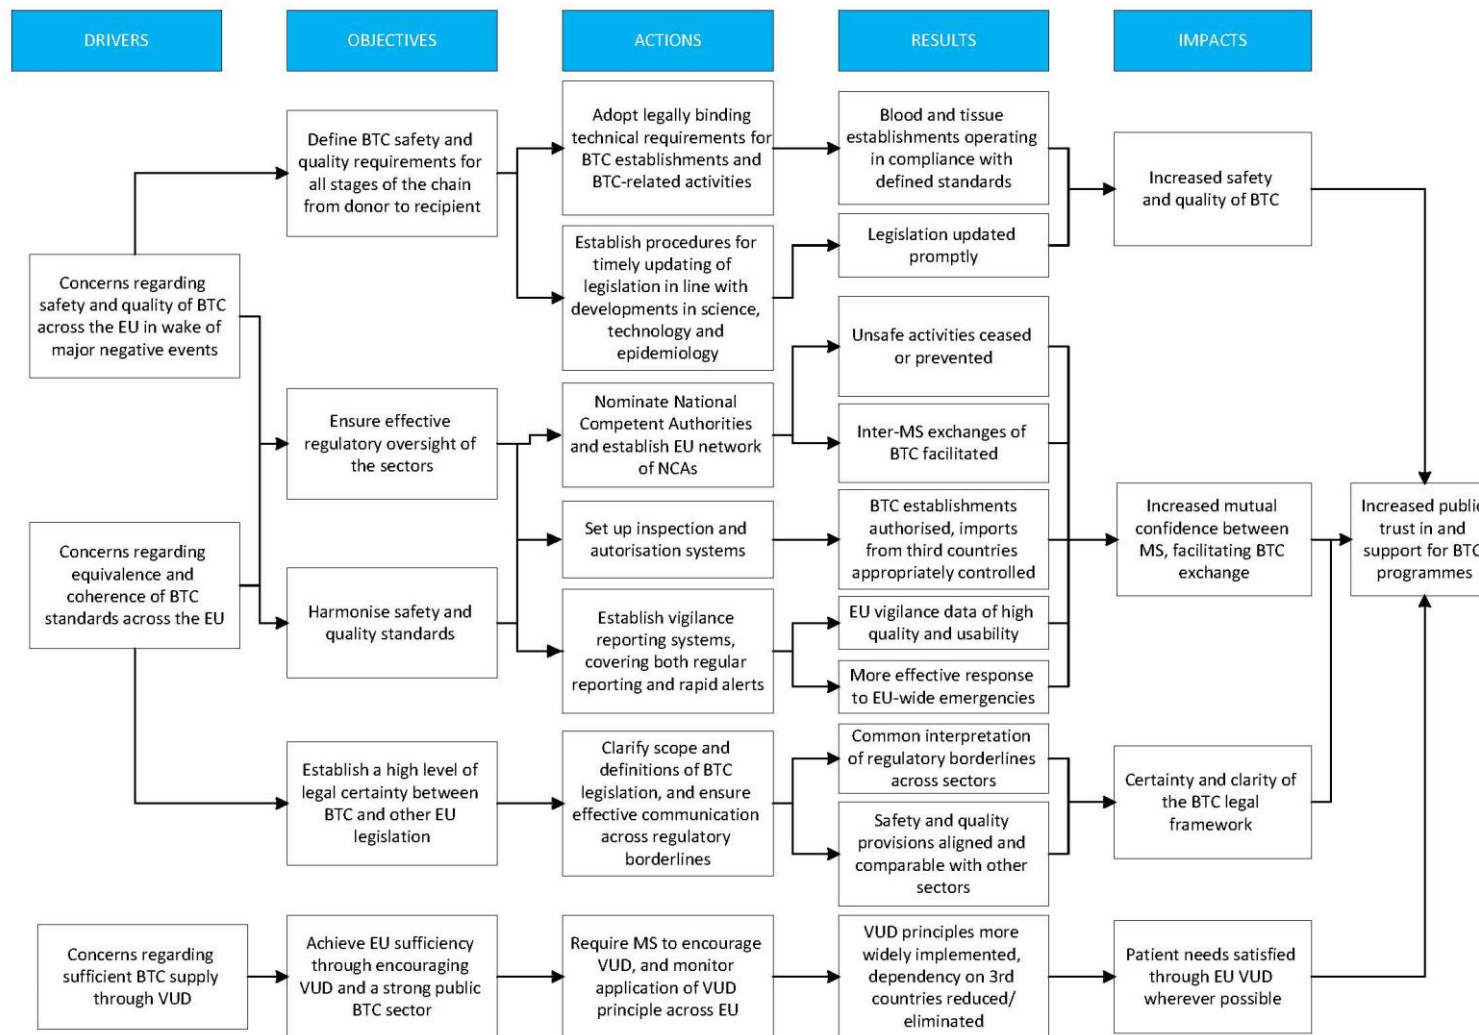 DRIVERS
OBJECTIVES
ACTIONS
RESULTS
IMPACTS
Concerns regarding
safety and quality of BTC
across the EU in wake of
major negative events
Concerns regarding
equivalence and
coherence of BTC
standards across the EU
Concerns regarding
sufficient BTC supply
through VUD
Define BTC safety and
quality requirements for
all stages of the chain
from donor to recipient
Ensure effective
regulatory oversight of
the sectors
Harmonise safety and
quality standards
Establish a high level of
legal certainty between
BTC and other EU
legislation
Achieve EU sufficiency
through encouraging
VUD and a strong public
BTC sector
Adopt legally binding
technical requirements for
BTC establishments and
BTC-related activities
Establish procedures for
timely updating of
legislation in line with
developments in science,
technology and
epidemiology
Nominate National
Competent Authorities
and establish EU network
of NCAs
Set up inspection and
autorisation systems
Establish vigilance
reporting systems,
covering both regular
reporting and rapid alerts
Clarify scope and
definitions of BTC
legislation, and ensure
effective communication
across regulatory
borderlines
Require MS to encourage
VUD, and monitor
application of VUD
principle across EU
Blood and tissue
establishments operating
in compliance with
defined standards
Legislation updated
promptly
Unsafe activities ceased
or prevented
Inter-MS exchanges of
BTC facilitated
BTC establishments
authorised, imports
from third countries
appropriately controlled
EU vigilance data of high
quality and usability
More effective response
to EU-wide emergencies
Common interpretation
of regulatory borderlines
across sectors
Safety and quality
provisions aligned and
comparable with other
sectors
VUD principles more
widely implemented,
dependency on 3rd
countries reduced/
eliminated
Increased safety
and quality of BTC
Increased mutual
confidence between
MS, facilitating BTC
exchange
Certainty and clarity of
the BTC legal
framework
Patient needs satisfied
through EU VUD
wherever possible
Increased public
trust in and
support for BTC
programmes